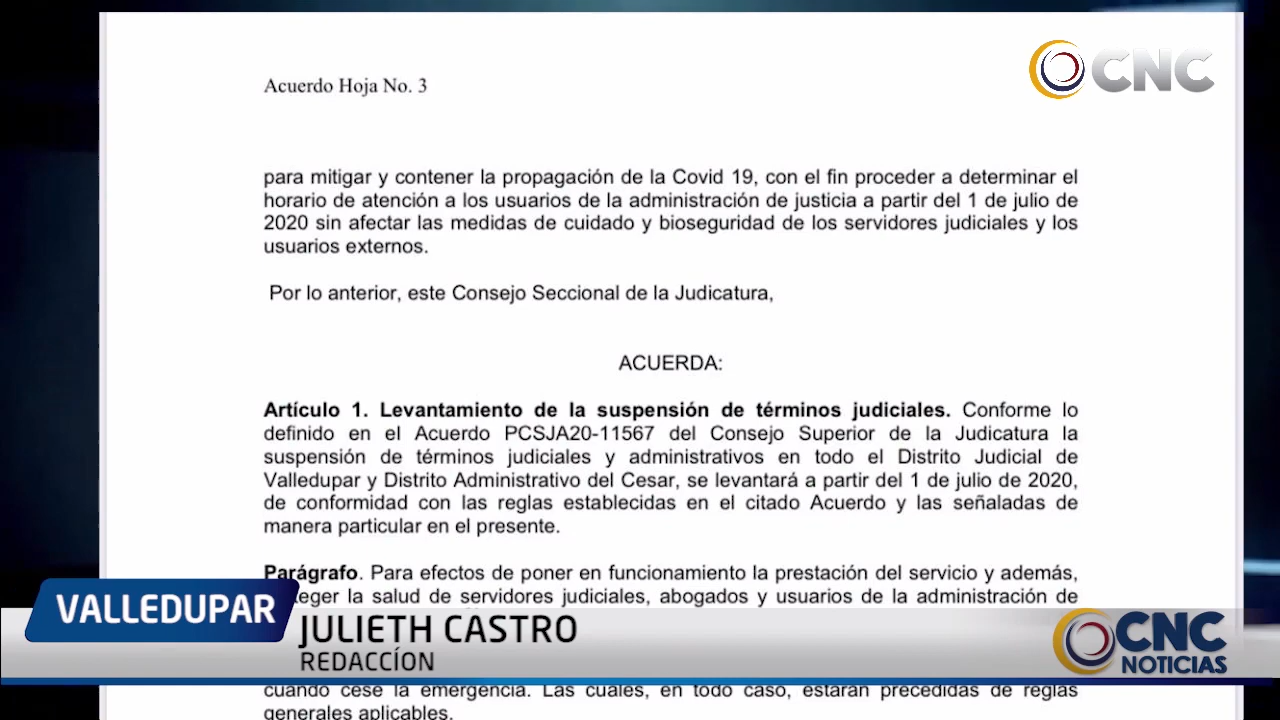 CNC
Acuerdo Hoja No. 3
para mitigar y contener la propagación de la Covid 19, con el fin proceder a determinar el
horario de atención a los usuarios de la administración de justicia a partir del 1 de julio de
2020 sin afectar las medidas de cuidado y bioseguridad de los servidores judiciales y los
usuarios externos.
Por lo anterior, este Consejo Seccional de la Judicatura,
ACUERDA:
Artículo 1. Levantamiento de la suspensión de términos judiciales. Conforme lo
definido en el Acuerdo PCSJA20-11567 del Consejo Superior de la Judicatura la
suspensión de términos judiciales y administrativos en todo el Distrito Judicial de
Valledupar y Distrito Administrativo del Cesar, se levantará a partir del 1 de julio de 2020,
de conformidad con las reglas establecidas en el citado Acuerdo y las señaladas de
manera particular en el presente.
Parágrafo. Para efectos de poner en funcionamiento la prestación del servicio y además,
teger la salud de servidores judiciales, abogados y usuarios de la administración de
VALLEDUPAR
JULIETH CASTRO
REDACCÍON
CNC
NOTICIAS
cuando cese la emergencia. Las cuales, en todo caso, estarán precedidas de reglas
generales aplicables.